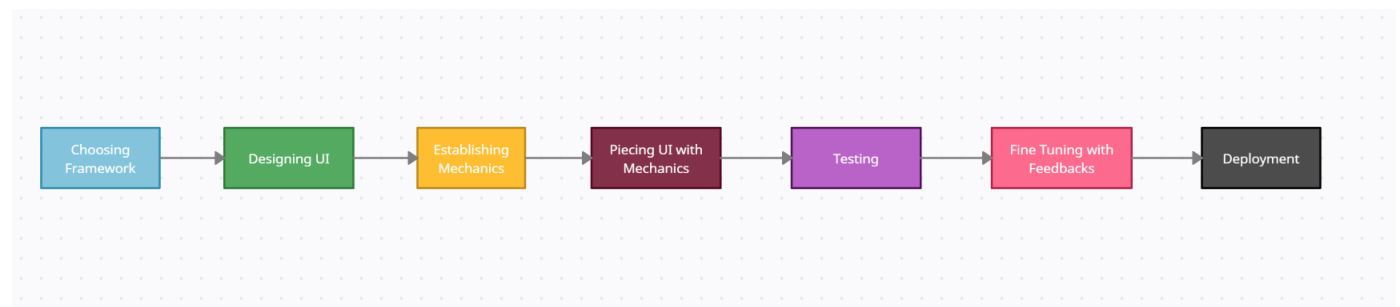 Choosing
Framework
Designing UI
Establishing
Mechanics
Piecing UI with
Mechanics
Testing
Fine Tuning with
Feedbacks
Deployment